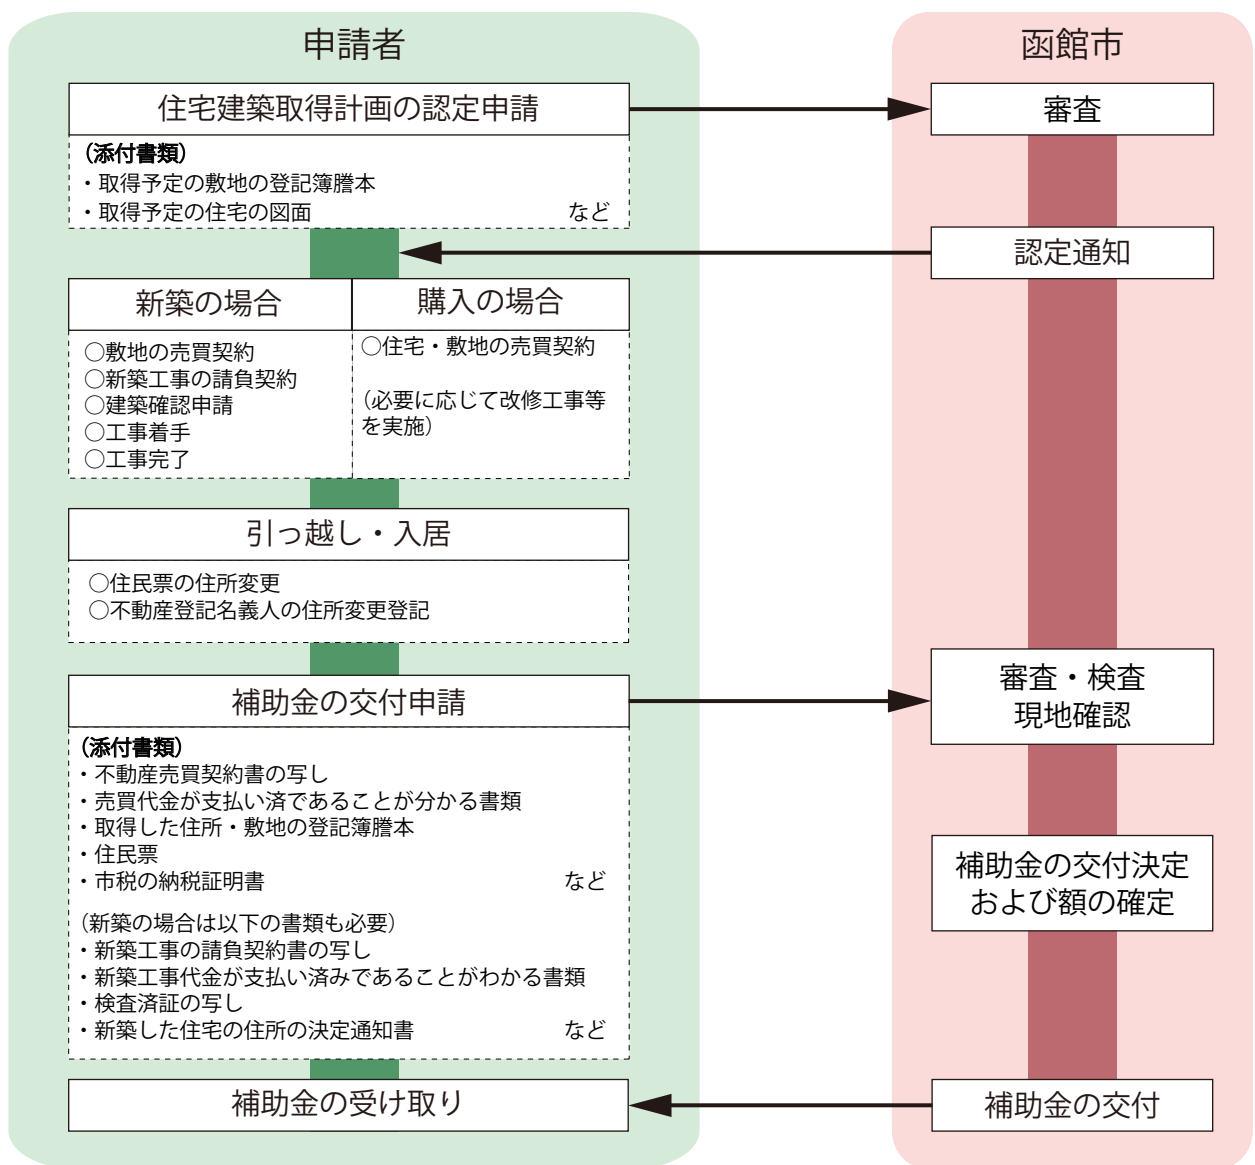 申請者
住宅建築取得計画の認定申請
（添付書類）
・取得予定の敷地の登記簿謄本
・取得予定の住宅の図面 など
新築の場合
○敷地の売買契約
○新築工事の請負契約
○建築確認申請
○工事着手
○工事完了
購入の場合
○住宅・敷地の売買契約
（必要に応じて改修工事等
を実施）
引っ越し・入居
○住民票の住所変更
○不動産登記名義人の住所変更登記
補助金の交付申請
（添付書類）
・不動産売買契約書の写し
・売買代金が支払い済であることが分かる書類
・取得した住所・敷地の登記簿謄本
・住民票
・市税の納税証明書 など
（新築の場合は以下の書類も必要）
・新築工事の請負契約書の写し
・新築工事代金が支払い済みであることがわかる書類
・検査済証の写し
・新築した住宅の住所の決定通知書 など
補助金の受け取り
函館市
審査
認定通知
審査・検査
現地確認
補助金の交付決定
および額の確定
補助金の交付